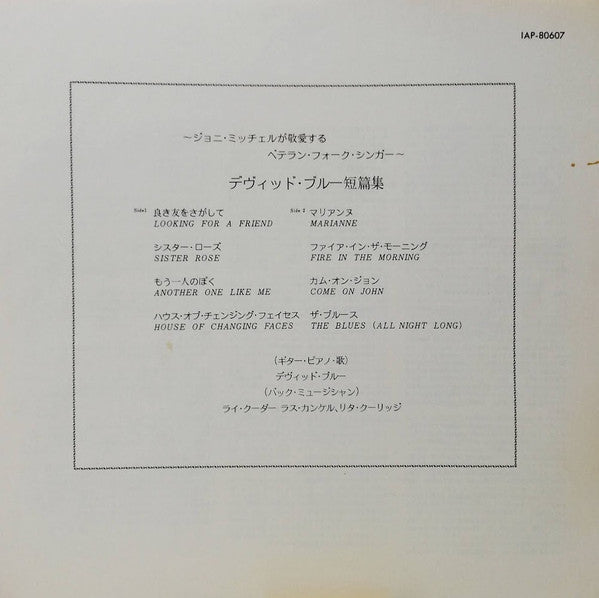 IAP-80607
～ジョニ・ミッチェルが敬愛する
ベテラン・フォーク・シンガー～
デヴィッド・ブルー短篇集
Side1 良き友をさがして
LOOKING FOR A FRIEND
シスター・ローズ
SISTER ROSE
もう一人のぼく
ANOTHER ONE LIKE ME
ハウス・オブ・チェンジング・フェイセス
HOUSE OF CHANGING FACES
Side 2 マリアンヌ
MARIANNE
ファイア・イン・ザ・モーニング
FIRE IN THE MORNING
カム・オン・ジョン
COME ON JOHN
ザ・ブルース
THE BLUES (ALL NIGHT LONG)
(ギター・ピアノ・歌)
デヴィッド・ブルー
(バック・ミュージシャン)
ライ・クーダー ラス・カンケル、リタ・クーリッジ